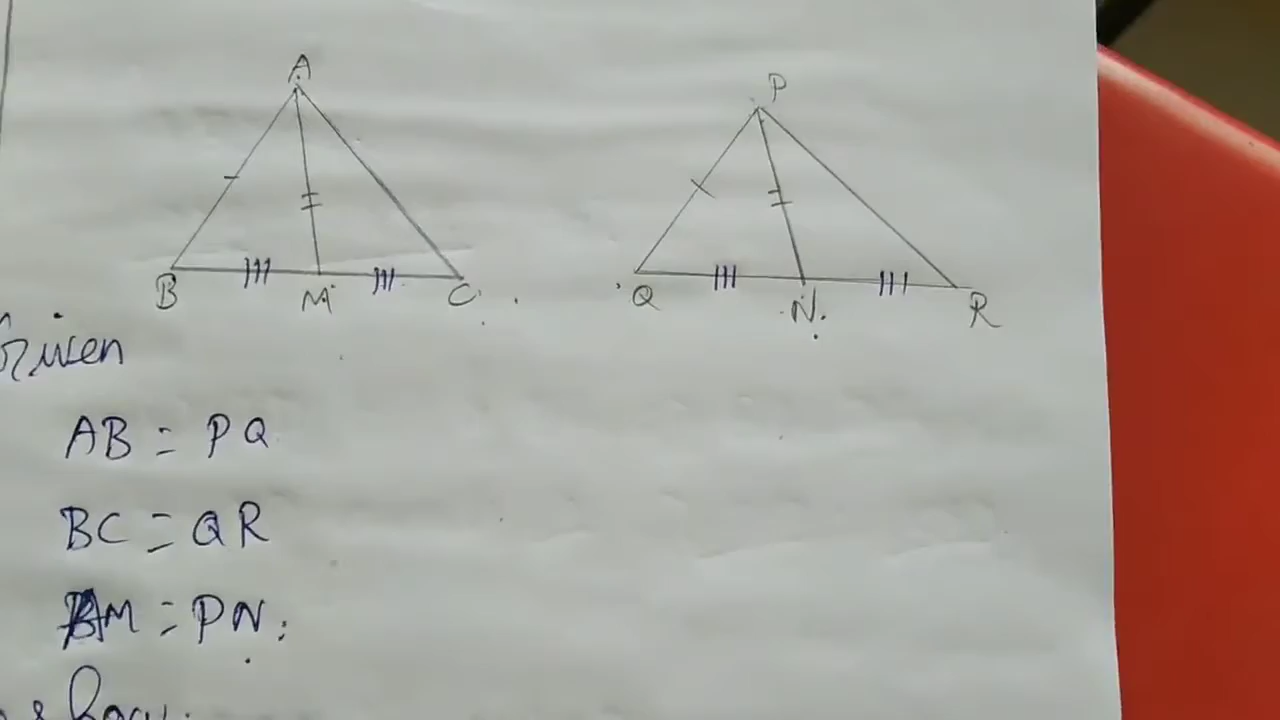 A
P
B M C
Q N. R
Given
AB = PQ
BC = QR
AM = PN.